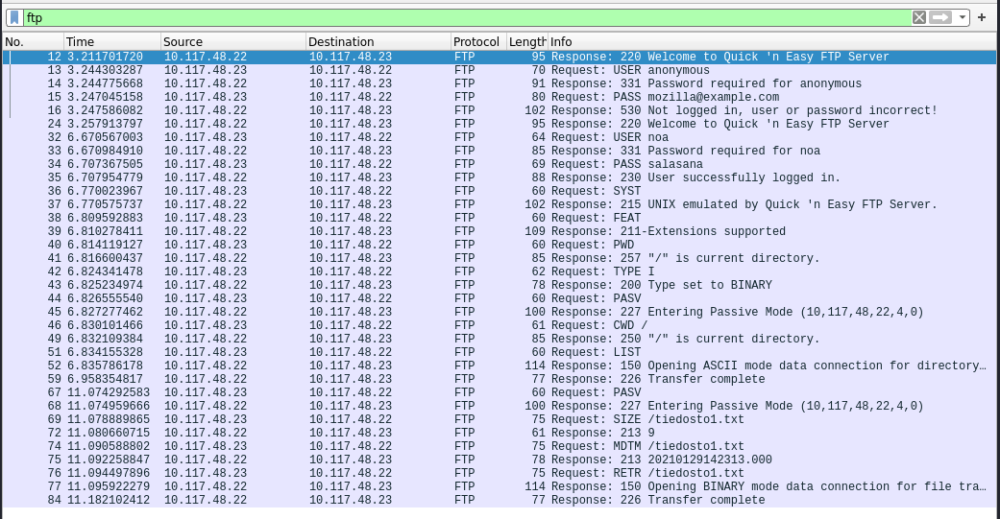 ftp
No. Time Source Destination Protocol Length Info
12 3.211701720 10.117.48.22 10.117.48.23 FTP 95 Response: 220 Welcome to Quick 'n Easy FTP Server
13 3.244303287 10.117.48.23 10.117.48.22 FTP 70 Request: USER anonymous
14 3.244775668 10.117.48.22 10.117.48.23 FTP 91 Response: 331 Password required for anonymous
15 3.247045158 10.117.48.23 10.117.48.22 FTP 80 Request: PASS mozilla@example.com
16 3.247586082 10.117.48.22 10.117.48.23 FTP 102 Response: 530 Not logged in, user or password incorrect!
24 3.257913797 10.117.48.22 10.117.48.23 FTP 95 Response: 220 Welcome to Quick 'n Easy FTP Server
32 6.670567003 10.117.48.23 10.117.48.22 FTP 64 Request: USER noa
33 6.670984910 10.117.48.22 10.117.48.23 FTP 85 Response: 331 Password required for noa
34 6.707367505 10.117.48.23 10.117.48.22 FTP 69 Request: PASS salasana
35 6.707954779 10.117.48.22 10.117.48.23 FTP 88 Response: 230 User successfully logged in.
36 6.770023967 10.117.48.23 10.117.48.22 FTP 60 Request: SYST
37 6.770575737 10.117.48.22 10.117.48.23 FTP 102 Response: 215 UNIX emulated by Quick 'n Easy FTP Server.
38 6.809592883 10.117.48.23 10.117.48.22 FTP 60 Request: FEAT
39 6.810278411 10.117.48.22 10.117.48.23 FTP 109 Response: 211-Extensions supported
40 6.814119127 10.117.48.23 10.117.48.22 FTP 60 Request: PWD
41 6.816600437 10.117.48.22 10.117.48.23 FTP 85 Response: 257 "/" is current directory.
42 6.824341478 10.117.48.23 10.117.48.22 FTP 62 Request: TYPE I
43 6.825234974 10.117.48.22 10.117.48.23 FTP 78 Response: 200 Type set to BINARY
44 6.826555540 10.117.48.23 10.117.48.22 FTP 60 Request: PASV
45 6.827277462 10.117.48.22 10.117.48.23 FTP 100 Response: 227 Entering Passive Mode (10,117,48,22,4,0)
46 6.830101466 10.117.48.23 10.117.48.22 FTP 61 Request: CWD /
49 6.832109384 10.117.48.22 10.117.48.23 FTP 85 Response: 250 "/" is current directory.
51 6.834155328 10.117.48.23 10.117.48.22 FTP 60 Request: LIST
52 6.835786178 10.117.48.22 10.117.48.23 FTP 114 Response: 150 Opening ASCII mode data connection for directory…
59 6.958354817 10.117.48.22 10.117.48.23 FTP 77 Response: 226 Transfer complete
67 11.074292583 10.117.48.23 10.117.48.22 FTP 60 Request: PASV
68 11.074959666 10.117.48.22 10.117.48.23 FTP 100 Response: 227 Entering Passive Mode (10,117,48,22,4,0)
69 11.078889865 10.117.48.23 10.117.48.22 FTP 75 Request: SIZE /tiedosto1.txt
72 11.080660715 10.117.48.22 10.117.48.23 FTP 61 Response: 213 9
74 11.090588802 10.117.48.23 10.117.48.22 FTP 75 Request: MDTM /tiedosto1.txt
75 11.092258847 10.117.48.22 10.117.48.23 FTP 78 Response: 213 20210129142313.000
76 11.094497896 10.117.48.23 10.117.48.22 FTP 75 Request: RETR /tiedosto1.txt
77 11.095922279 10.117.48.22 10.117.48.23 FTP 114 Response: 150 Opening BINARY mode data connection for file tra…
84 11.182102412 10.117.48.22 10.117.48.23 FTP 77 Response: 226 Transfer complete